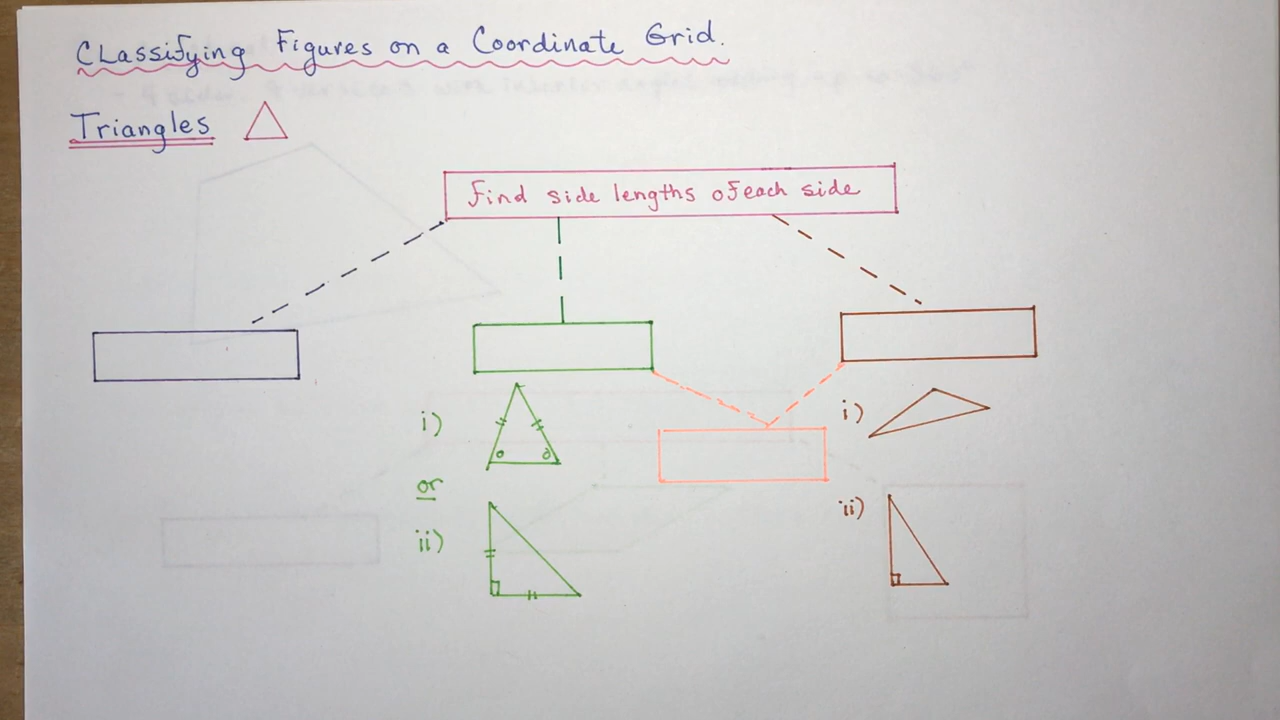 Classifying Figures on a Coordinate Grid.
Triangles
Find side lengths of each side
i)
i)
or
ii)
ii)